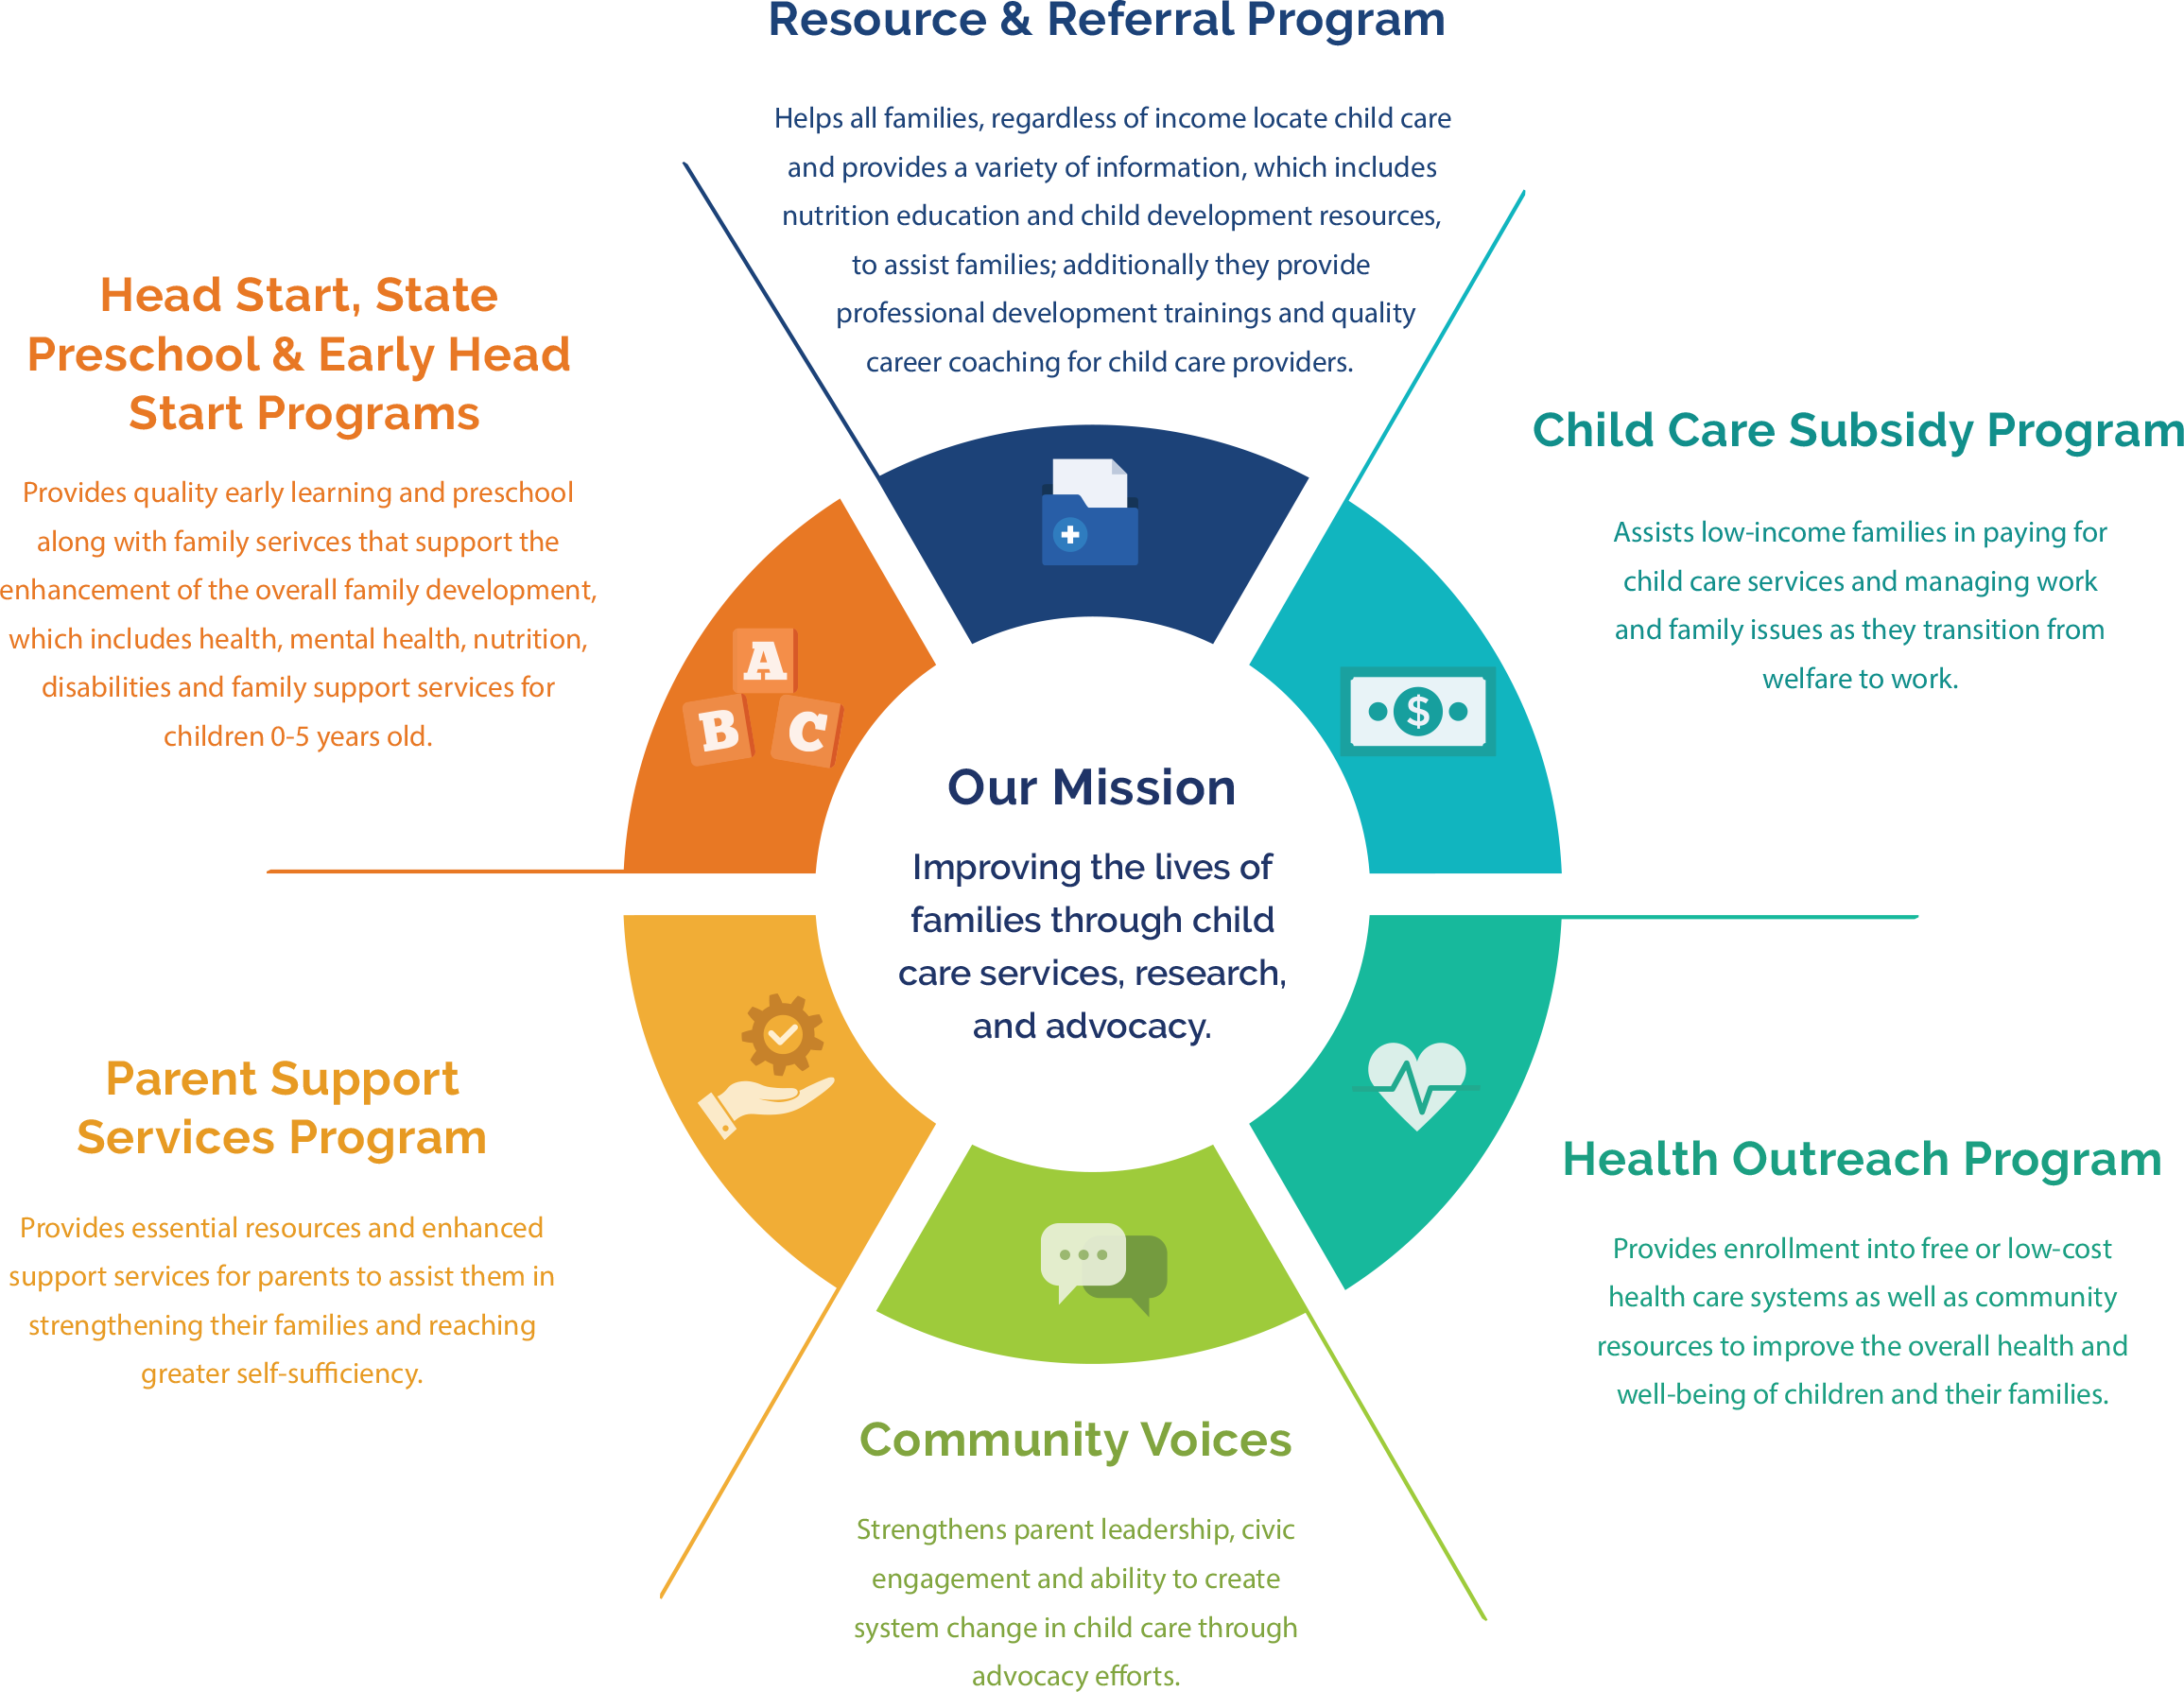 Resource & Referral Program
Helps all families, regardless of income locate child care
and provides a variety of information, which includes
nutrition education and child development resources,
to assist families; additionally they provide
professional development trainings and quality
career coaching for child care providers.
Head Start, State
Preschool & Early Head
Start Programs
Provides quality early learning and preschool
along with family serivces that support the
enhancement of the overall family development,
which includes health, mental health, nutrition,
disabilities and family support services for
children 0-5 years old.
Child Care Subsidy Program
Assists low-income families in paying for
child care services and managing work
and family issues as they transition from
welfare to work.
A
B C
$
Our Mission
Improving the lives of
families through child
care services, research,
and advocacy.
Parent Support
Services Program
Provides essential resources and enhanced
support services for parents to assist them in
strengthening their families and reaching
greater self-sufficiency.
Health Outreach Program
Provides enrollment into free or low-cost
health care systems as well as community
resources to improve the overall health and
well-being of children and their families.
Community Voices
Strengthens parent leadership, civic
engagement and ability to create
system change in child care through
advocacy efforts.